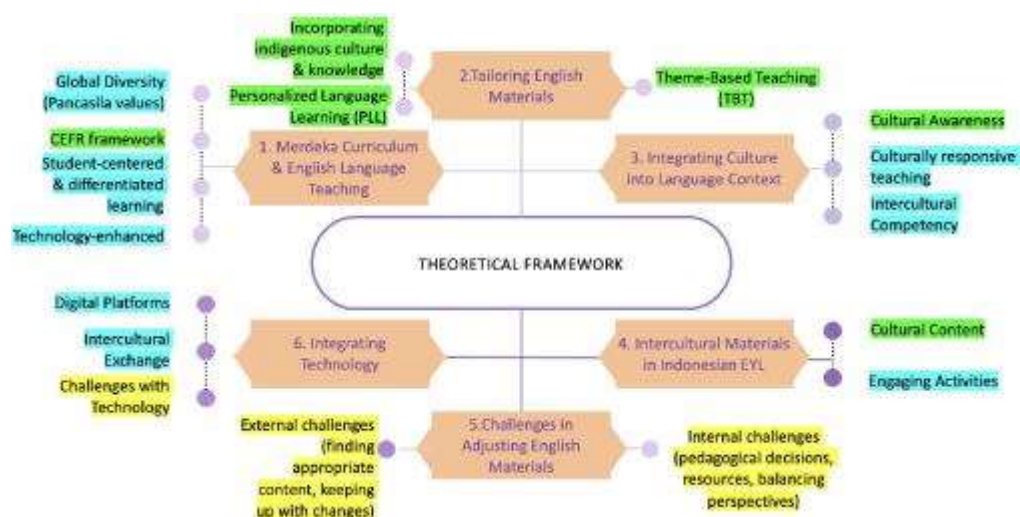 Incorporating
indigenous culture
& knowledge
Personalized Language
Learning (PLL)
2.Tailoring English
Materials
Theme-Based Teaching
(TBT)
Global Diversity
(Pancasila values)
CEFR framework
Student-centered
& differentiated
learning
Technology-enhanced
1. Merdeka Curriculum
& English Language
Teaching
3. Integrating Culture
into Language Context
Cultural Awareness
Culturally responsive
teaching
Intercultural
Competency
THEORETICAL FRAMEWORK
Digital Platforms
Intercultural
Exchange
Challenges with
Technology
6. Integrating
Technology
4. Intercultural Materials
in Indonesian EYL
Cultural Content
Engaging Activities
External challenges
(finding
appropriate
content, keeping
up with changes)
5.Challenges in
Adjusting English
Materials
Internal challenges
(pedagogical decisions,
resources, balancing
perspectives)